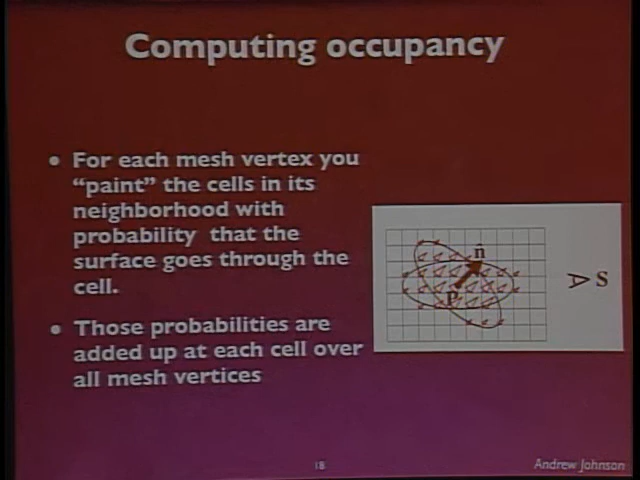 Computing occupancy
• For each mesh vertex you
"paint" the cells in its
neighborhood with
probability that the
surface goes through the
cell.
• Those probabilities are
added up at each cell over
all mesh vertices
n̂
P
S
18
Andrew Johnson